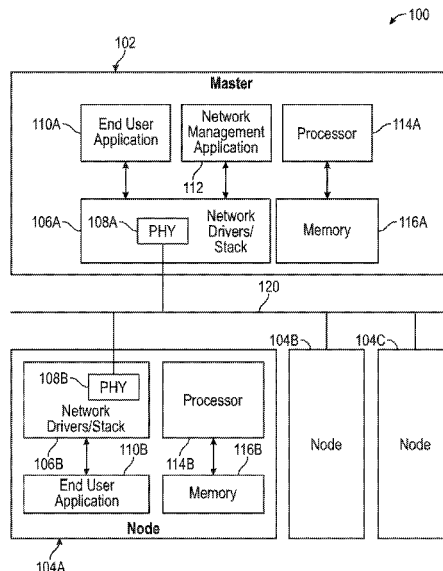 100
102
Master
110A
End User
Application
Network
Management
Application
112
Processor
114A
106A
108A
PHY
Network
Drivers/
Stack
Memory
116A
120
104B
104C
108B
PHY
Network
Drivers/Stack
106B
110B
End User
Application
Processor
114B
116B
Memory
Node
Node
Node
104A